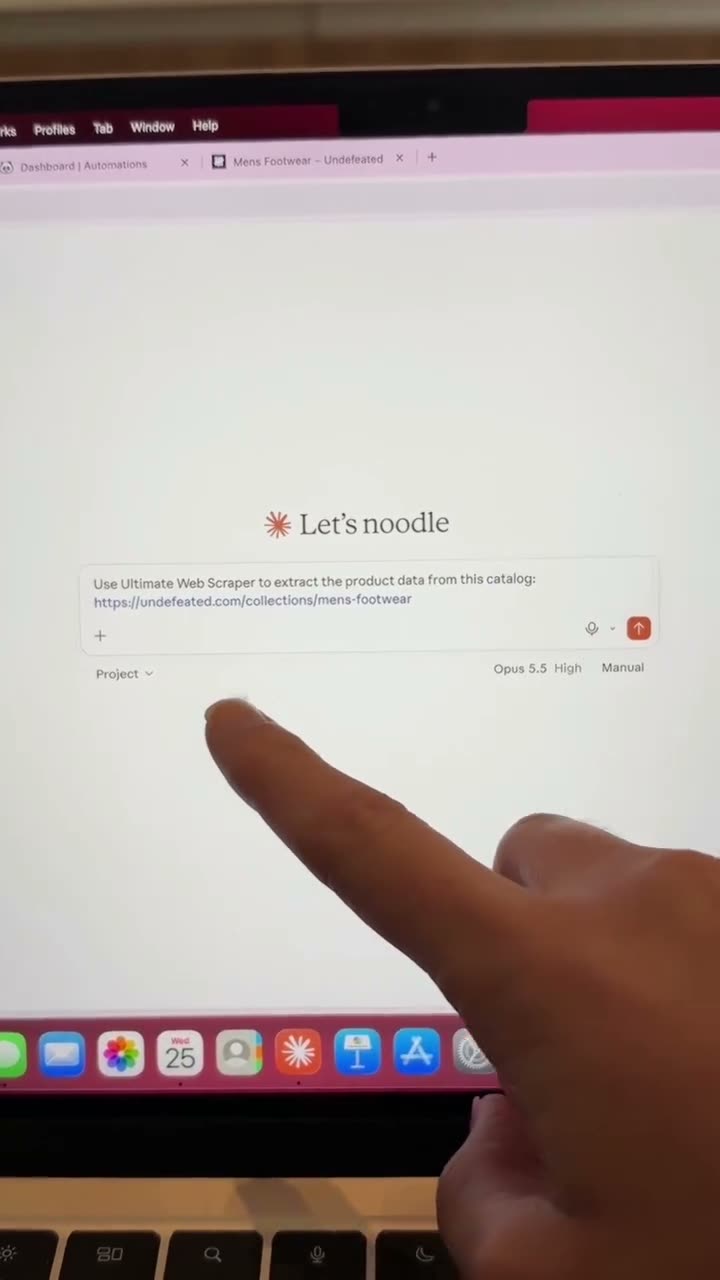 rks Profiles Tab Window Help
Dashboard | Automations × Mens Footwear – Undefeated × +
Let's noodle
Use Ultimate Web Scraper to extract the product data from this catalog:
https://undefeated.com/collections/mens-footwear
+
Project
Opus 5.5 High Manual
Wed
25